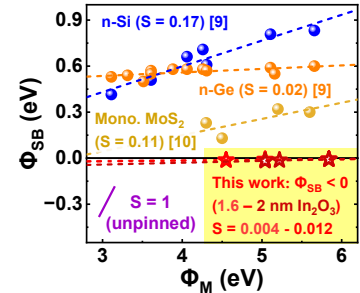 n-Si (S = 0.17) [9]
n-Ge (S = 0.02) [9]
Mono. MoS₂
(S = 0.11) [10]
This work: Φ_SB < 0
(1.6 – 2 nm In₂O₃)
S = 0.004 - 0.012
S = 1
(unpinned)
Φ_SB (eV)
0.9
0.6
0.3
0.0
−0.3
3 4 5 6
Φ_M (eV)